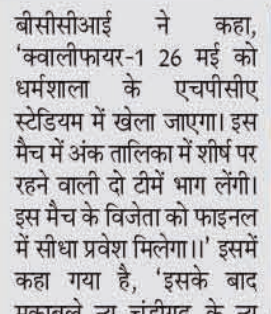 बीसीसीआई ने कहा,
'क्वालीफायर-1 26 मई को
धर्मशाला के एचपीसीए
स्टेडियम में खेला जाएगा। इस
मैच में अंक तालिका में शीर्ष पर
रहने वाली दो टीमें भाग लेंगी।
इस मैच के विजेता को फाइनल
में सीधा प्रवेश मिलेगा।।' इसमें
कहा गया है, 'इसके बाद